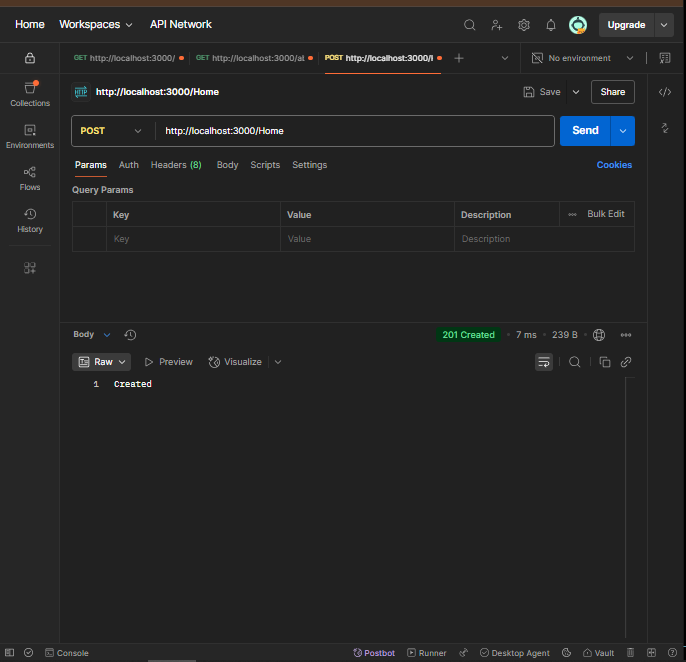 Home Workspaces API Network Upgrade
GET http://localhost:3000/ GET http://localhost:3000/al POST http://localhost:3000/ No environment
Collections
Environments
Flows
History
HTTP http://localhost:3000/Home Save Share
POST http://localhost:3000/Home Send
Params Auth Headers (8) Body Scripts Settings Cookies
Query Params
Key Value Description Bulk Edit
Key Value Description
Body 201 Created 7 ms 239 B
Raw Preview Visualize
1 Created
Console Postbot Runner Desktop Agent Vault